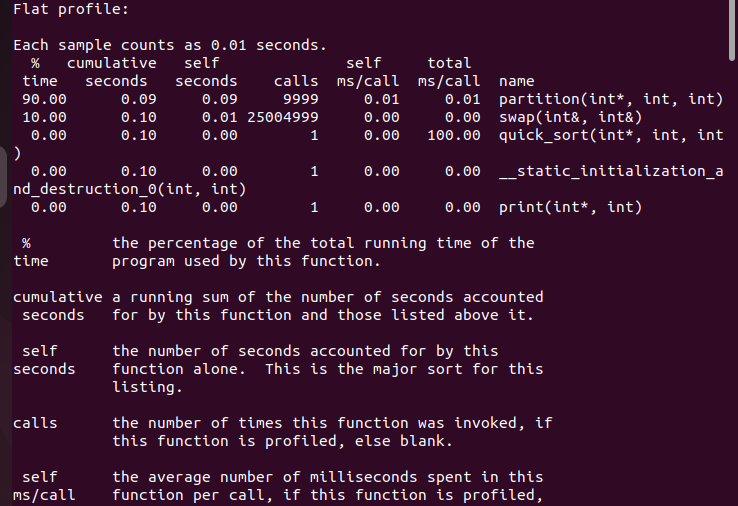 Flat profile:
Each sample counts as 0.01 seconds.
  %   cumulative   self              self     total
 time   seconds   seconds    calls  ms/call  ms/call  name
 90.00      0.09     0.09     9999     0.01     0.01  partition(int*, int, int)
 10.00      0.10     0.01 25004999     0.00     0.00  swap(int&, int&)
  0.00      0.10     0.00        1     0.00   100.00  quick_sort(int*, int, int
)
  0.00      0.10     0.00        1     0.00     0.00  __static_initialization_a
nd_destruction_0(int, int)
  0.00      0.10     0.00        1     0.00     0.00  print(int*, int)
 %         the percentage of the total running time of the
time       program used by this function.
cumulative a running sum of the number of seconds accounted
 seconds   for by this function and those listed above it.
 self      the number of seconds accounted for by this
seconds    function alone.  This is the major sort for this
           listing.
calls      the number of times this function was invoked, if
           this function is profiled, else blank.
 self      the average number of milliseconds spent in this
ms/call    function per call, if this function is profiled,